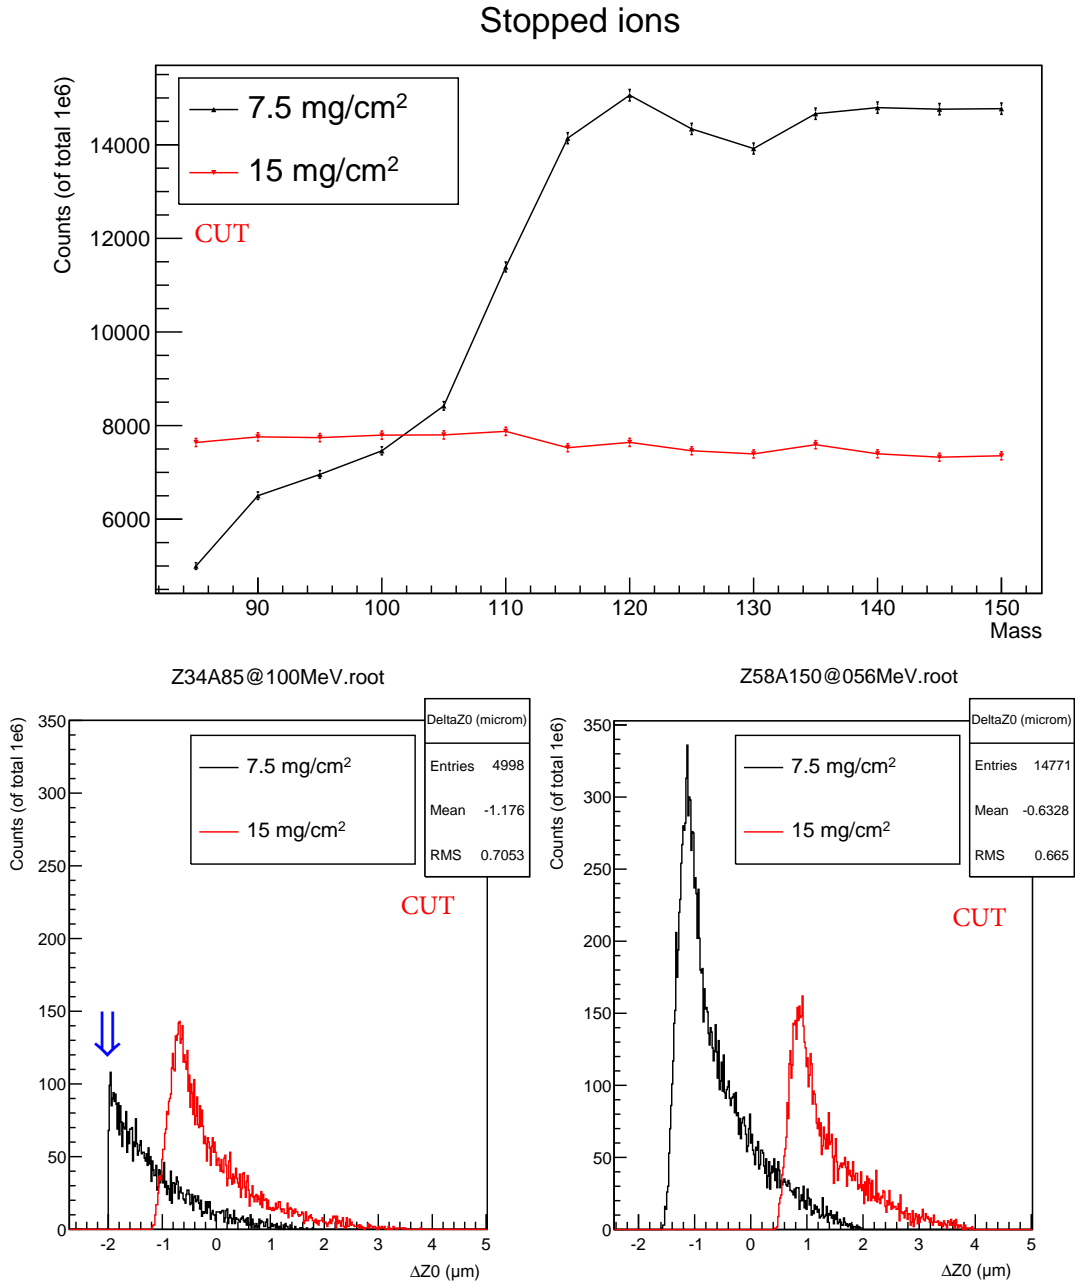 Stopped ions
Counts (of total 1e6)
7.5 mg/cm²
15 mg/cm²
CUT
14000
12000
10000
8000
6000
90 100 110 120 130 140 150
Mass
Z34A85@100MeV.root
Counts (of total 1e6)
350
300
250
200
150
100
50
0
7.5 mg/cm²
15 mg/cm²
DeltaZ0 (microm)
Entries 4998
Mean -1.176
RMS 0.7053
CUT
-2 -1 0 1 2 3 4 5
ΔZ0 (μm)
Z58A150@056MeV.root
Counts (of total 1e6)
350
300
250
200
150
100
50
0
7.5 mg/cm²
15 mg/cm²
DeltaZ0 (microm)
Entries 14771
Mean -0.6328
RMS 0.665
CUT
-2 -1 0 1 2 3 4 5
ΔZ0 (μm)